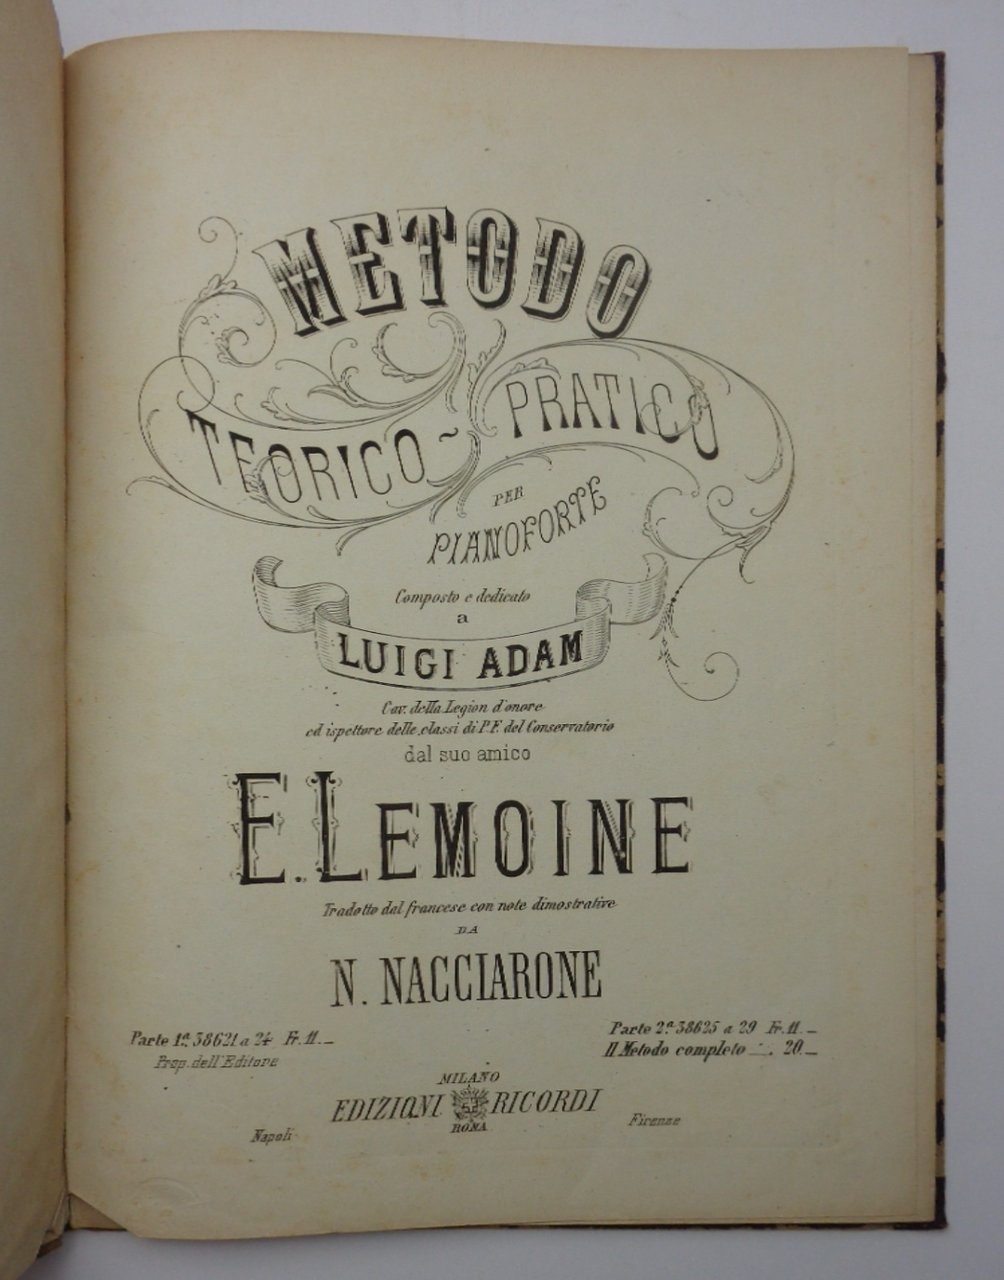 METODO
TEORICO-PRATICO
PER
PIANOFORTE
Composto e dedicato
a
LUIGI ADAM
Cav. della Legion d'onore
ed ispettore delle classi di P.F. del Conservatorio
dal suo amico
E. LEMOINE
Tradotto dal francese con note dimostrative
DA
N. NACCIARONE
Parte 1ª 38621 a 24 Fr. 11._
Parte 2ª 38625 a 29 Fr. 11._
Prop. dell'Editore
Il Metodo completo „ . 20._
MILANO
EDIZIONI RICORDI
ROMA
Napoli
Firenze